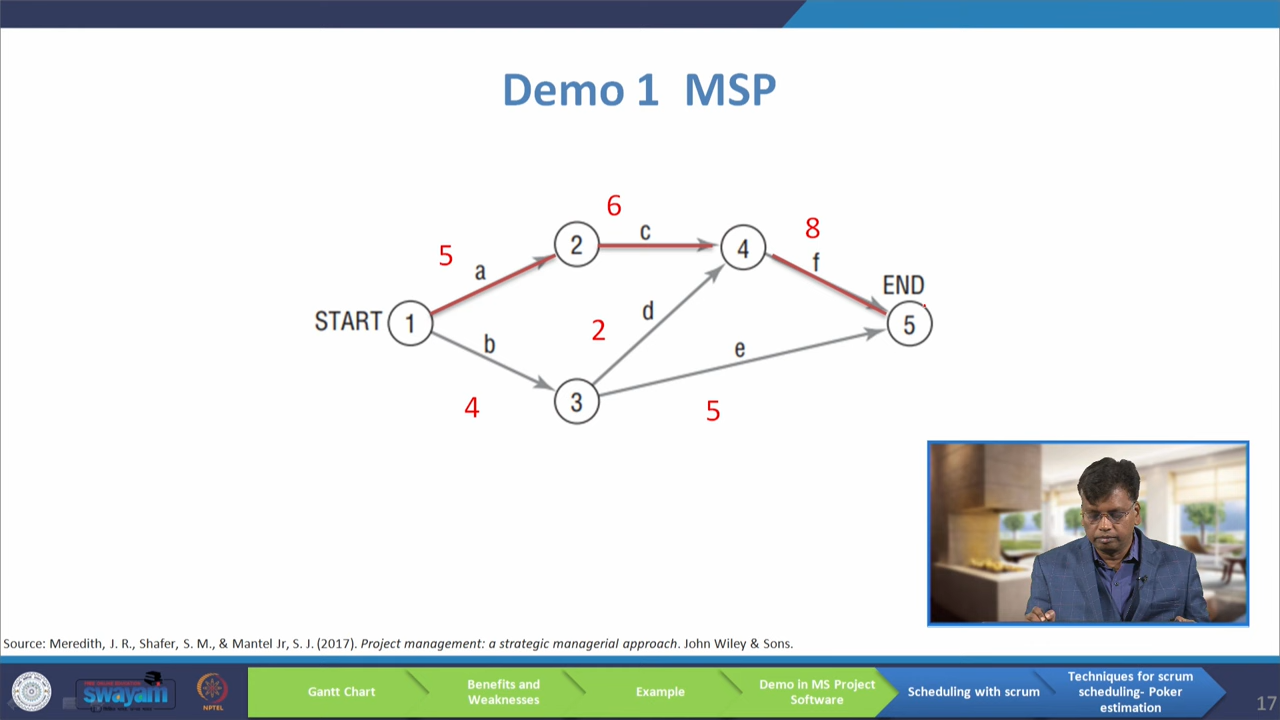 Demo 1 MSP
6
8
c
5
2
4
f
a
END
START
1
d
5
2
b
e
3
4
5
Source: Meredith, J. R., Shafer, S. M., & Mantel Jr, S. J. (2017). Project management: a strategic managerial approach. John Wiley & Sons.
swayam
NPTEL
Gantt Chart
Benefits and
Weaknesses
Example
Demo in MS Project
Software
Scheduling with scrum
Techniques for scrum
scheduling- Poker
estimation
17